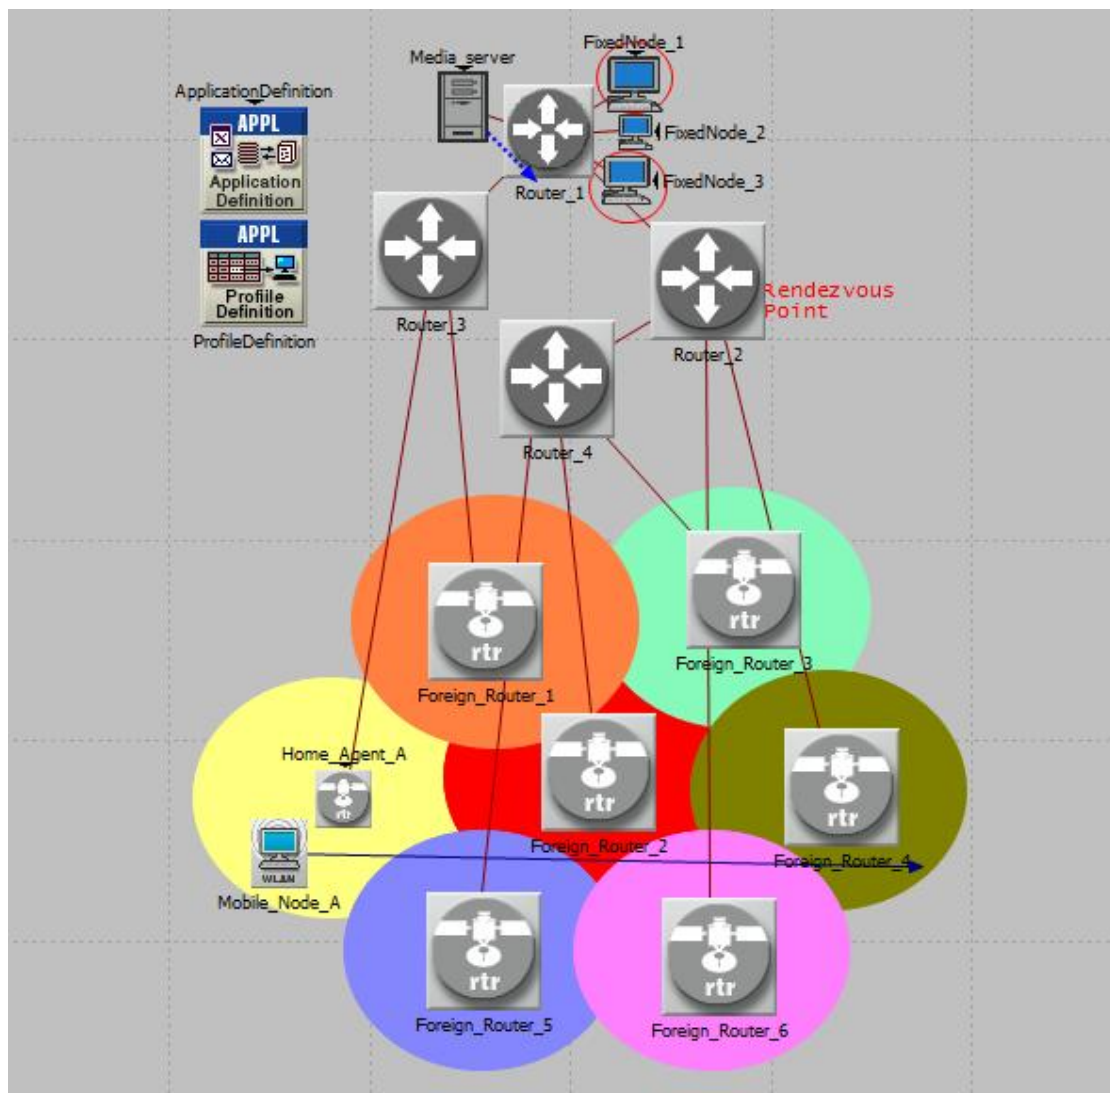 FixedNode_1
Media_server
ApplicationDefinition
APPL
Application
Definition
FixedNode_2
FixedNode_3
Router_1
APPL
Profiile
Definition
ProfileDefinition
Rendezvous
Point
Router_3
Router_2
Router_4
rtr
Foreign_Router_3
rtr
Foreign_Router_1
Home_Agent_A
rtr
rtr
rtr
Foreign_Router_2
Foreign_Router_4
WLAN
Mobile_Node_A
rtr
rtr
Foreign_Router_5
Foreign_Router_6